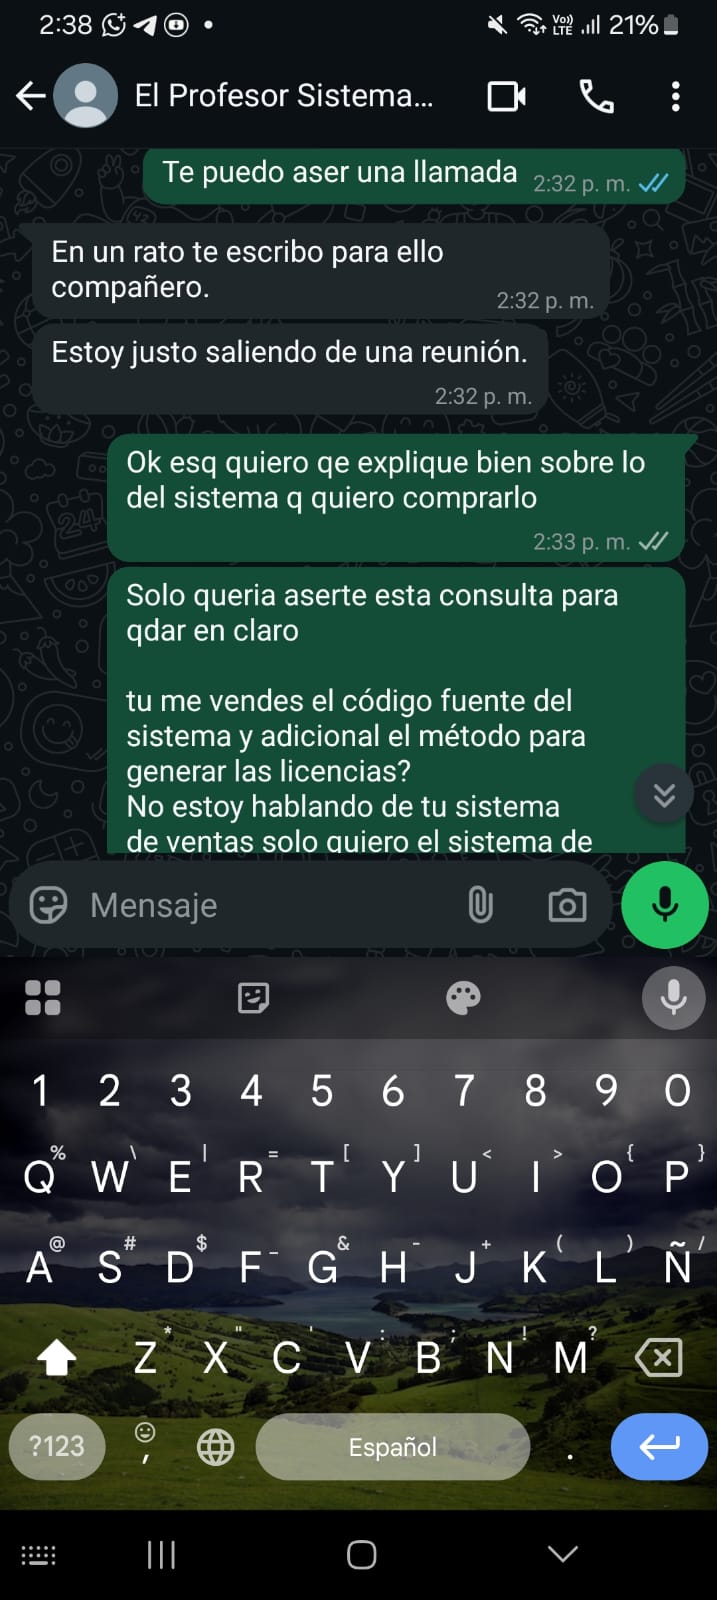 2:38 21%
Vo))
LTE
El Profesor Sistema...
Te puedo aser una llamada 2:32 p. m.
En un rato te escribo para ello
compañero.
2:32 p. m.
Estoy justo saliendo de una reunión.
2:32 p. m.
Ok esq quiero qe explique bien sobre lo
del sistema q quiero comprarlo
2:33 p. m.
Solo queria aserte esta consulta para
qdar en claro
tu me vendes el código fuente del
sistema y adicional el método para
generar las licencias?
No estoy hablando de tu sistema
de ventas solo quiero el sistema de
Mensaje
1 2 3 4 5 6 7 8 9 0
% \ | = [ ] < > { }
Q W E R T Y U I O P
@ # $ _ & - + ( ) /
A S D F G H J K L Ñ
* " ' : ; ! ?
Z X C V B N M
?123 , Español .